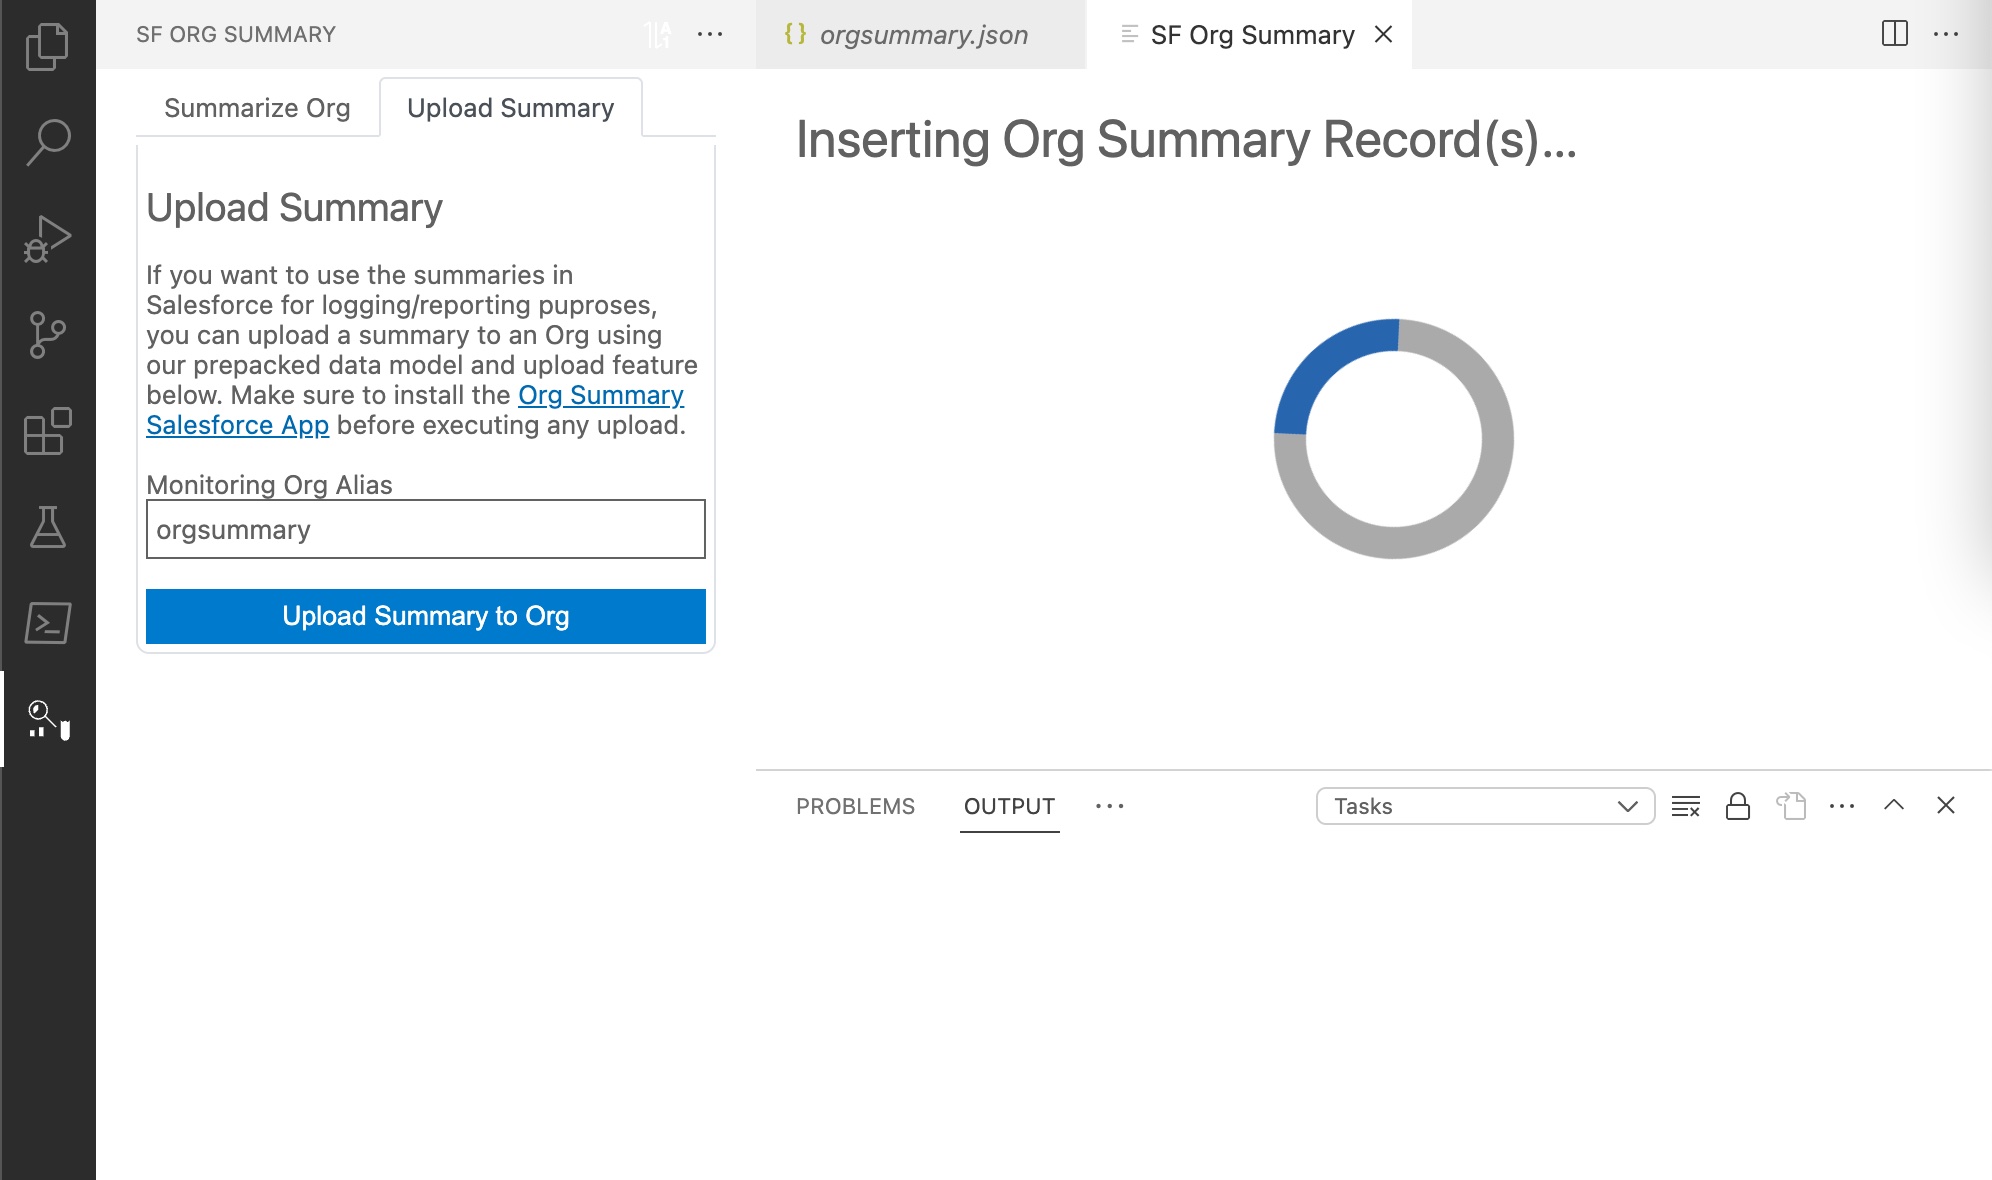 SF ORG SUMMARY
{} orgsummary.json
SF Org Summary
Summarize Org
Upload Summary
Inserting Org Summary Record(s)...
Upload Summary
If you want to use the summaries in
Salesforce for logging/reporting puproses,
you can upload a summary to an Org using
our prepacked data model and upload feature
below. Make sure to install the Org Summary
Salesforce App before executing any upload.
Monitoring Org Alias
orgsummary
Upload Summary to Org
PROBLEMS
OUTPUT
Tasks